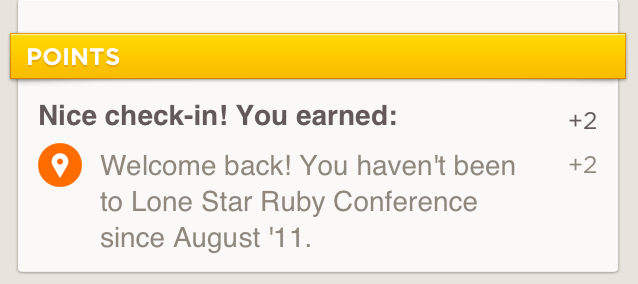 POINTS
Nice check-in! You earned: +2
Welcome back! You haven't been +2
to Lone Star Ruby Conference
since August '11.